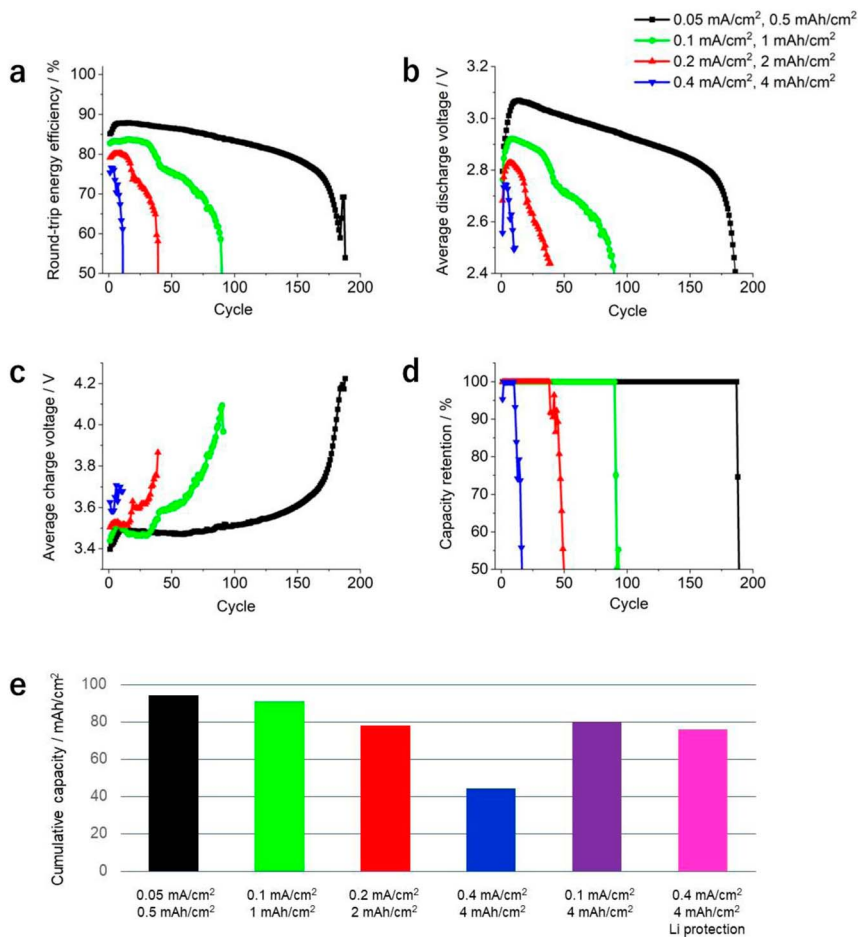 0.05 mA/cm², 0.5 mAh/cm²
0.1 mA/cm², 1 mAh/cm²
0.2 mA/cm², 2 mAh/cm²
0.4 mA/cm², 4 mAh/cm²
a
Round-trip energy efficiency / %
100
90
80
70
60
50
0 50 100 150 200
Cycle
b
Average discharge voltage / V
3.2
3.0
2.8
2.6
2.4
0 50 100 150 200
Cycle
c
Average charge voltage / V
4.2
4.0
3.8
3.6
3.4
0 50 100 150 200
Cycle
d
Capacity retention / %
100
90
80
70
60
50
0 50 100 150 200
Cycle
e
Cumulative capacity / mAh/cm²
100
80
60
40
20
0
0.05 mA/cm²
0.5 mAh/cm²
0.1 mA/cm²
1 mAh/cm²
0.2 mA/cm²
2 mAh/cm²
0.4 mA/cm²
4 mAh/cm²
0.1 mA/cm²
4 mAh/cm²
0.4 mA/cm²
4 mAh/cm²
Li protection